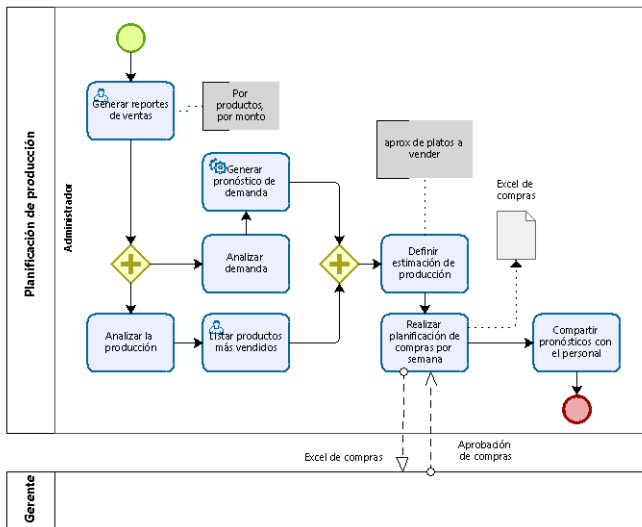 Planificación de producción
Administrador
Generar reportes
de ventas
Por
productos,
por monto
Generar
pronóstico de
demanda
aprox de platos a
vender
Excel de
compras
Analizar
demanda
Definir
estimación de
producción
Analizar la
producción
Listar productos
más vendidos
Realizar
planificación de
compras por
semana
Compartir
pronósticos con
el personal
Excel de compras
Aprobación
de compras
Gerente